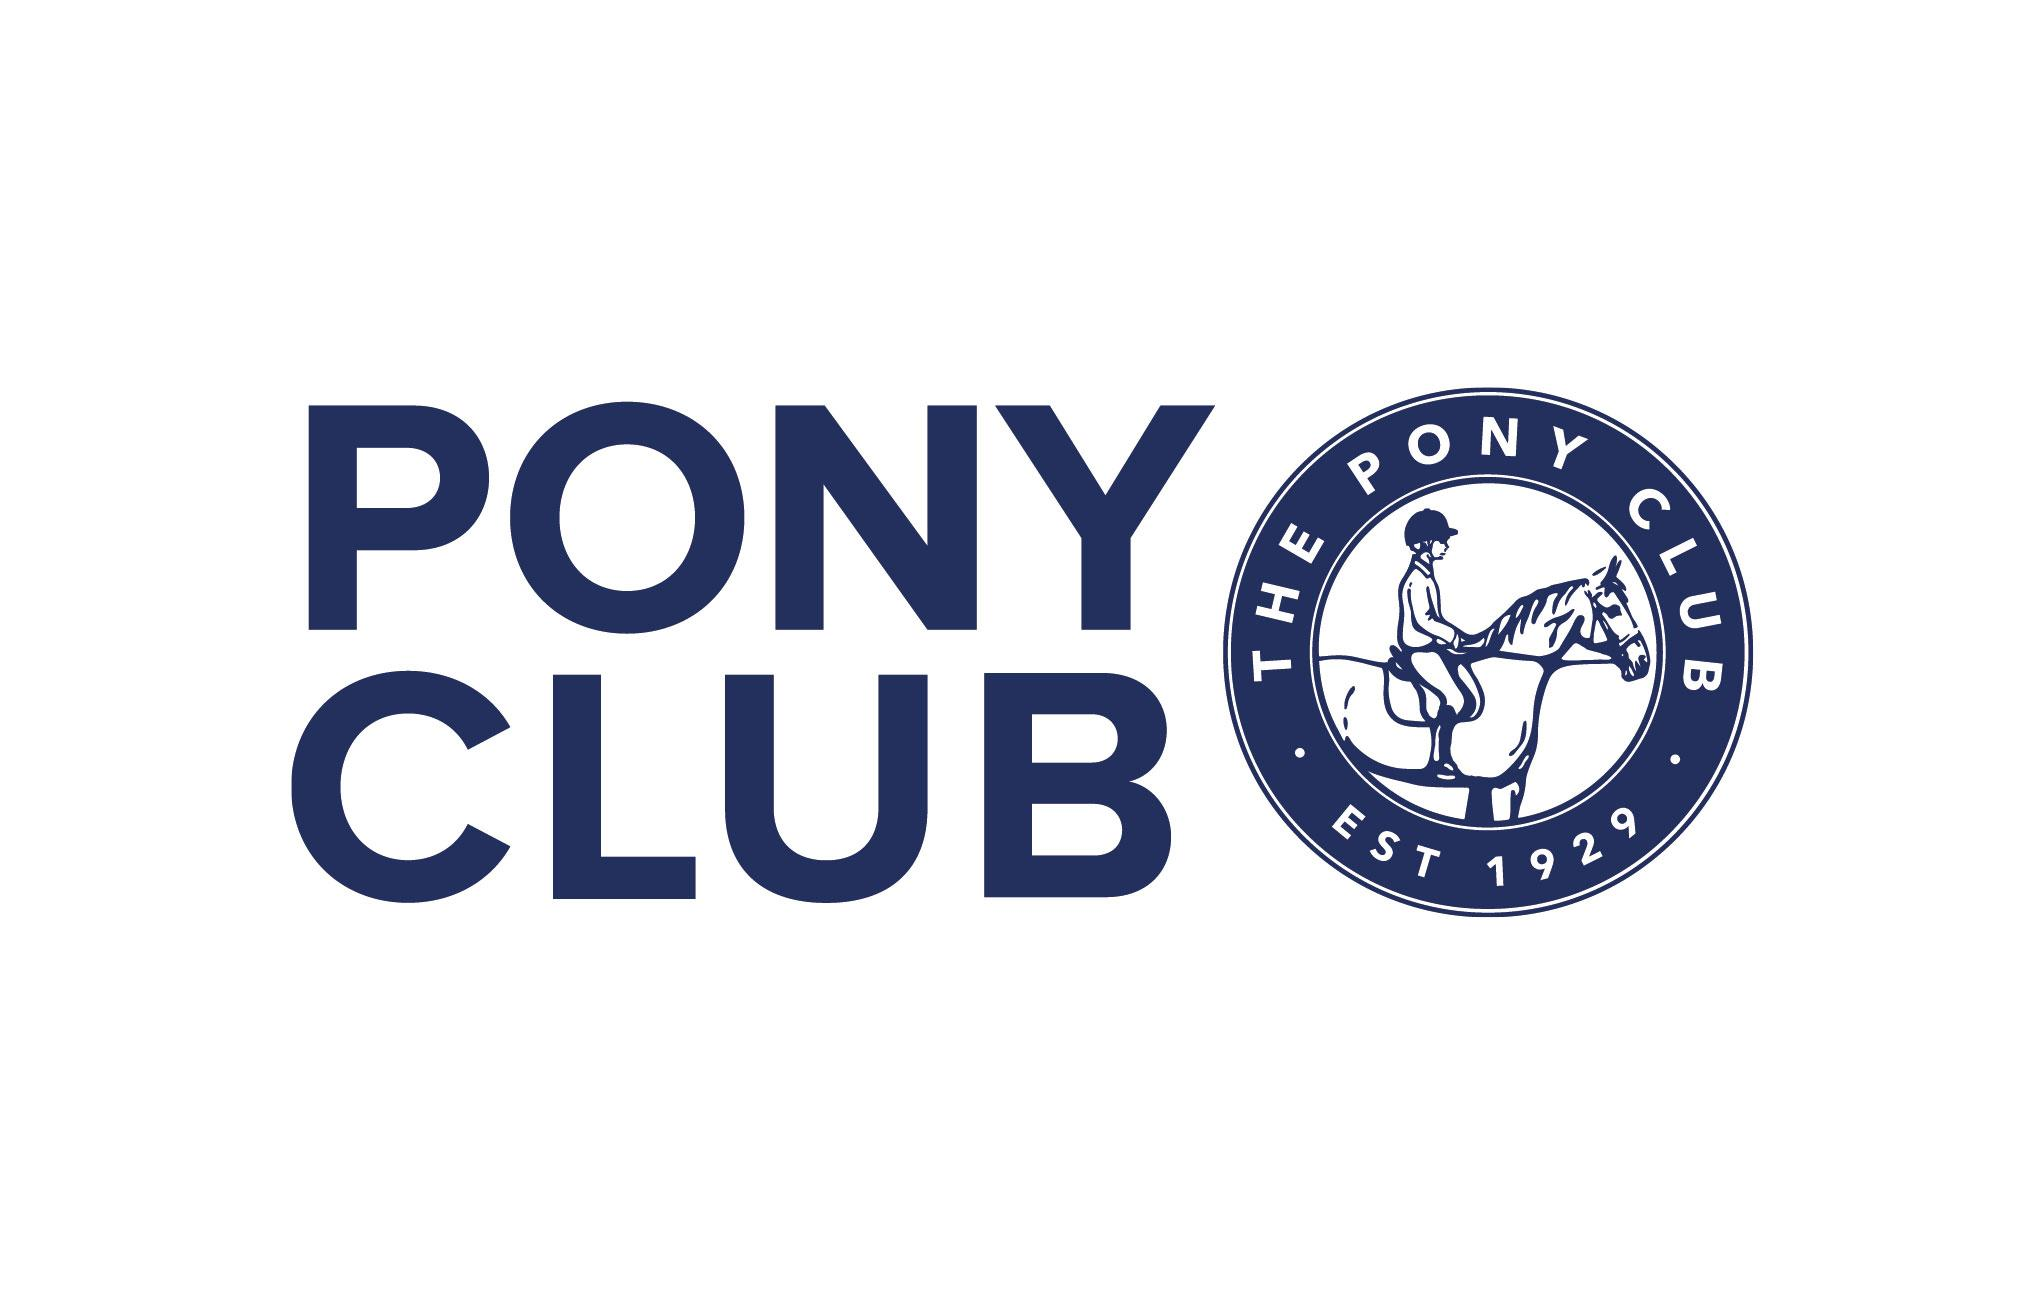 PONY
CLUB
THE PONY CLUB
• EST 1929 •